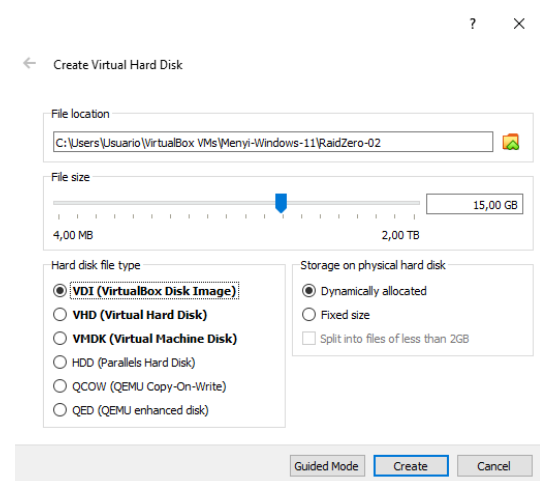 ?
Create Virtual Hard Disk
File location
C:\Users\Usuario\VirtualBox VMs\Menyi-Windows-11\RaidZero-02
File size
15,00 GB
4,00 MB 2,00 TB
Hard disk file type
VDI (VirtualBox Disk Image)
VHD (Virtual Hard Disk)
VMDK (Virtual Machine Disk)
HDD (Parallels Hard Disk)
QCOW (QEMU Copy-On-Write)
QED (QEMU enhanced disk)
Storage on physical hard disk
Dynamically allocated
Fixed size
Split into files of less than 2GB
Guided Mode Create Cancel